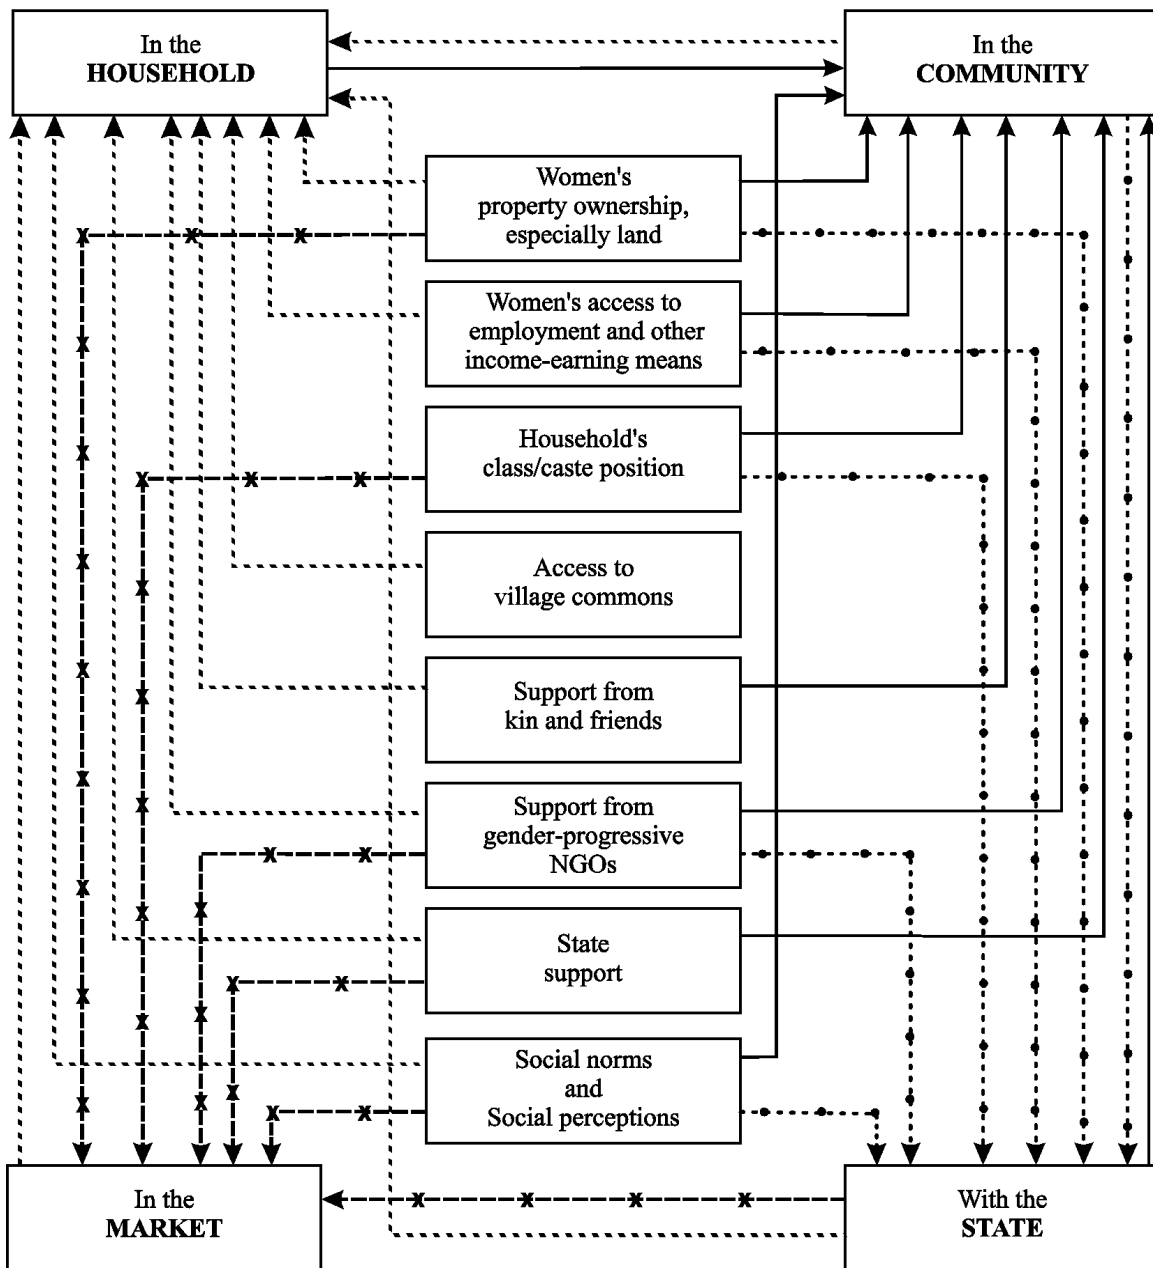 In the
HOUSEHOLD
In the
COMMUNITY
Women's
property ownership,
especially land
Women's access to
employment and other
income-earning means
Household's
class/caste position
Access to
village commons
Support from
kin and friends
Support from
gender-progressive
NGOs
State
support
Social norms
and
Social perceptions
In the
MARKET
With the
STATE